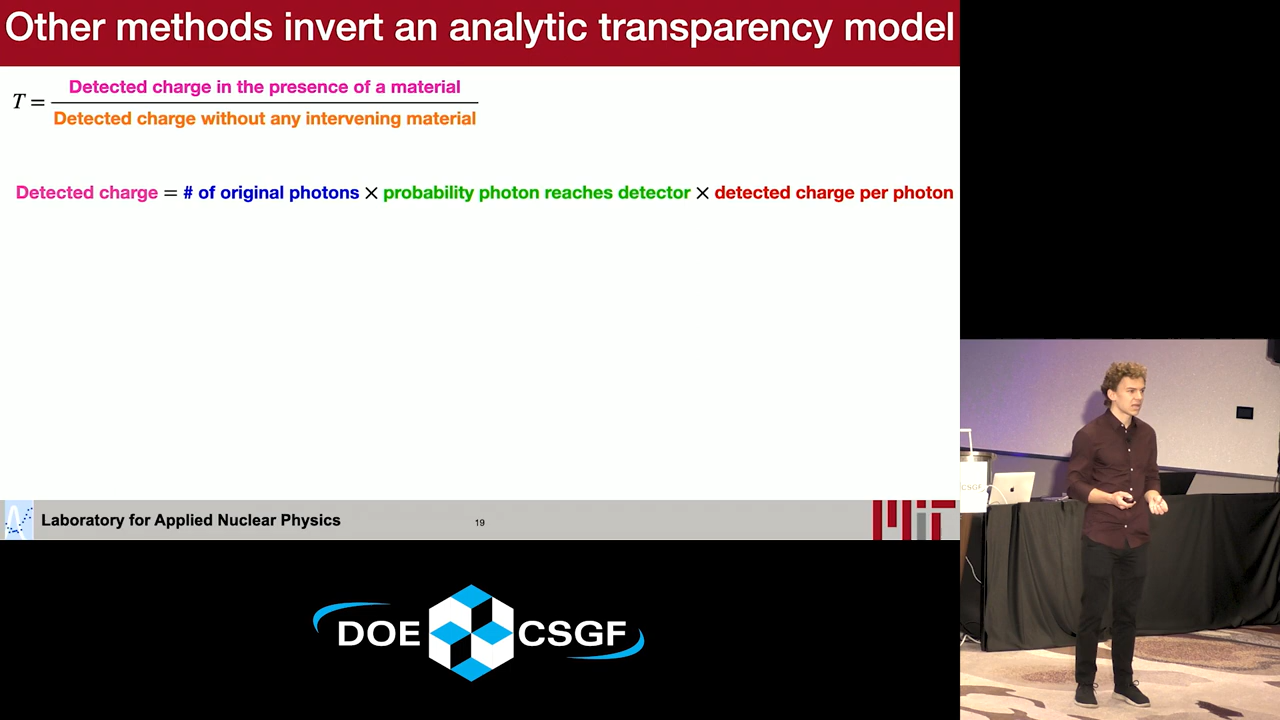 Other methods invert an analytic transparency model
T = Detected charge in the presence of a material
Detected charge without any intervening material
Detected charge = # of original photons × probability photon reaches detector × detected charge per photon
Laboratory for Applied Nuclear Physics
19
MIT
DOE CSGF
CSGF